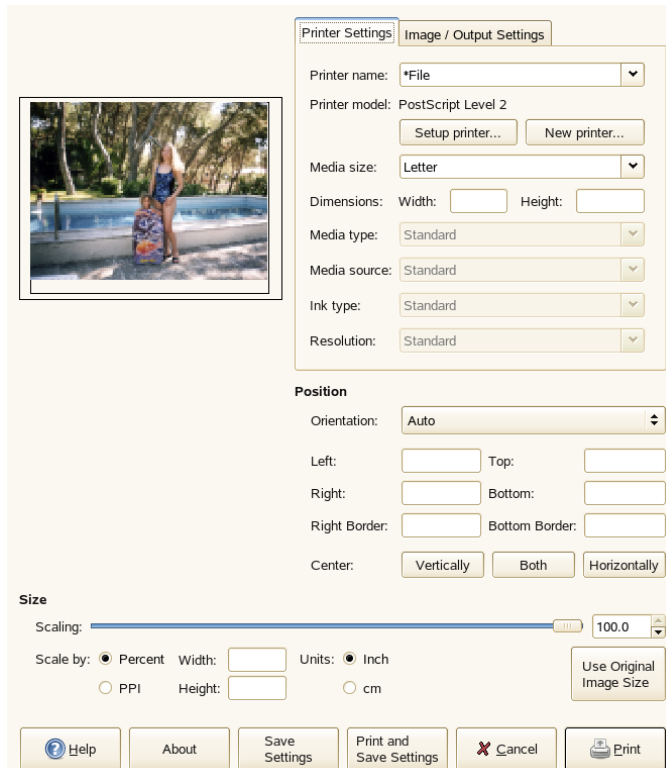 Printer Settings
Image / Output Settings
Printer name: *File
Printer model: PostScript Level 2
Setup printer... New printer...
Media size: Letter
Dimensions: Width: Height:
Media type: Standard
Media source: Standard
Ink type: Standard
Resolution: Standard
Position
Orientation: Auto
Left: Top:
Right: Bottom:
Right Border: Bottom Border:
Center: Vertically Both Horizontally
Size
Scaling: 100.0
Scale by: Percent Width: Units: Inch
PPI Height: cm
Use Original
Image Size
Help
About
Save
Settings
Print and
Save Settings
Cancel
Print